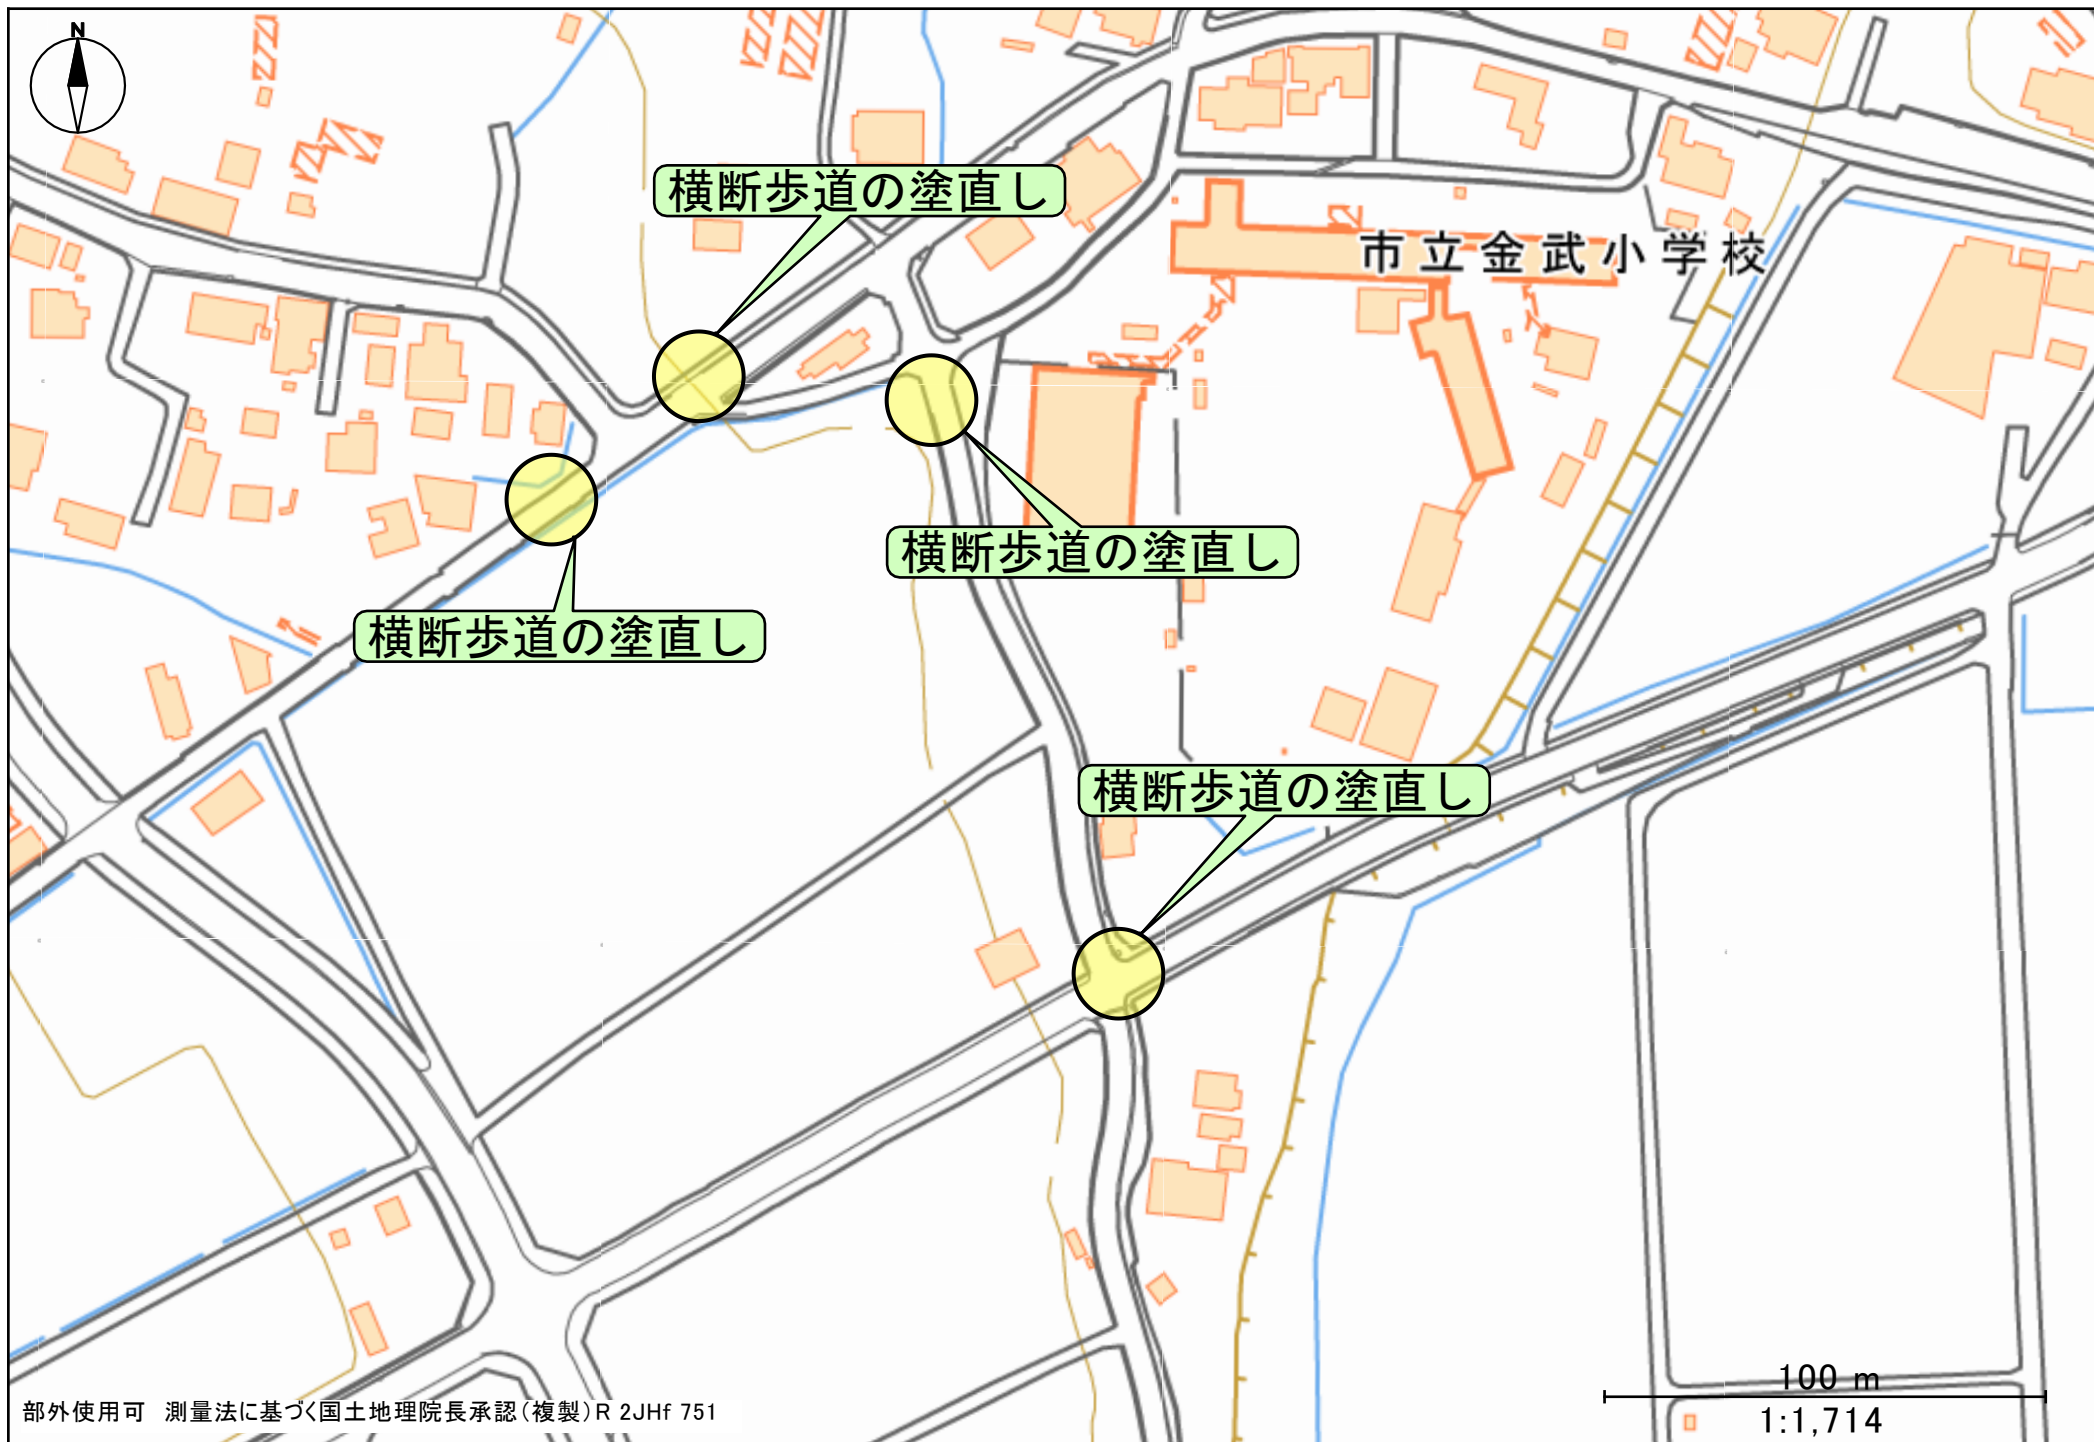 N
横断歩道の塗直し
市立金武小学校
横断歩道の塗直し
横断歩道の塗直し
横断歩道の塗直し
100 m
1:1,714
部外使用可 測量法に基づく国土地理院長承認(複製)R 2JHf 751